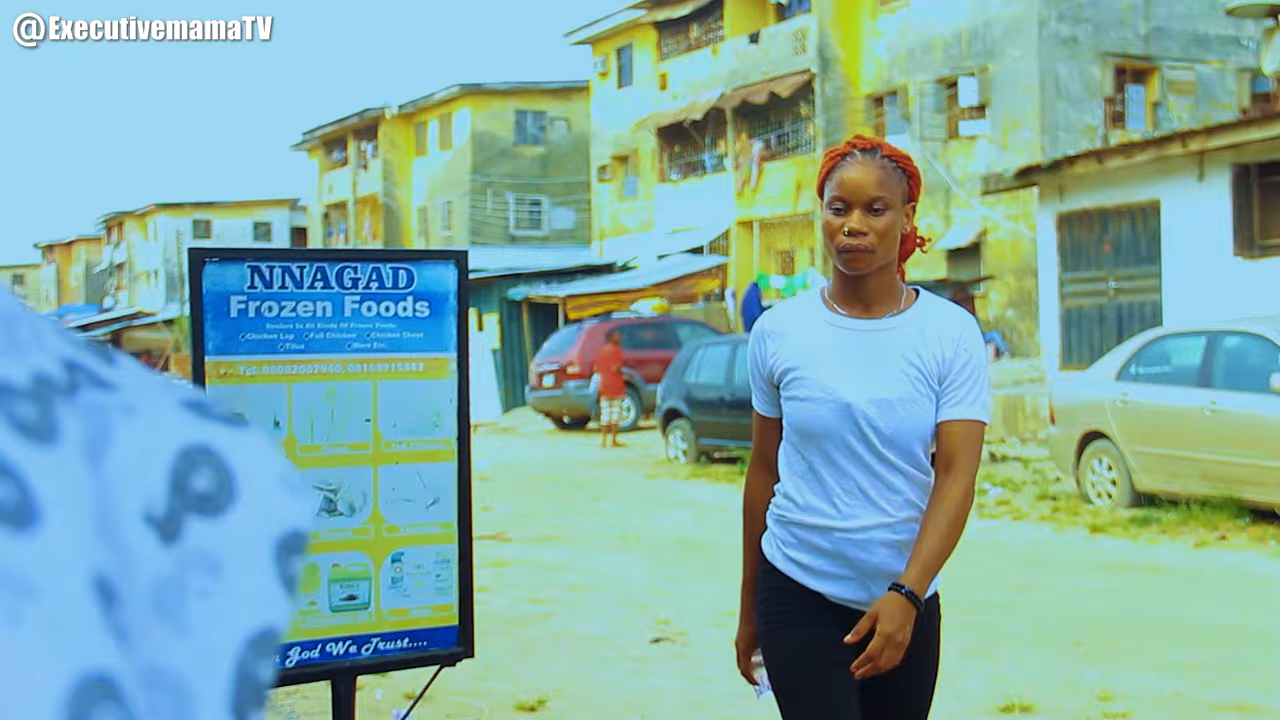 @ExecutivemamaTV
NNAGAD
Frozen Foods
Dealers In All Kinds Of Frozen Foods:
Chicken Lap Full Chicken Chicken Chest
Titus More Etc.
God We Trust....